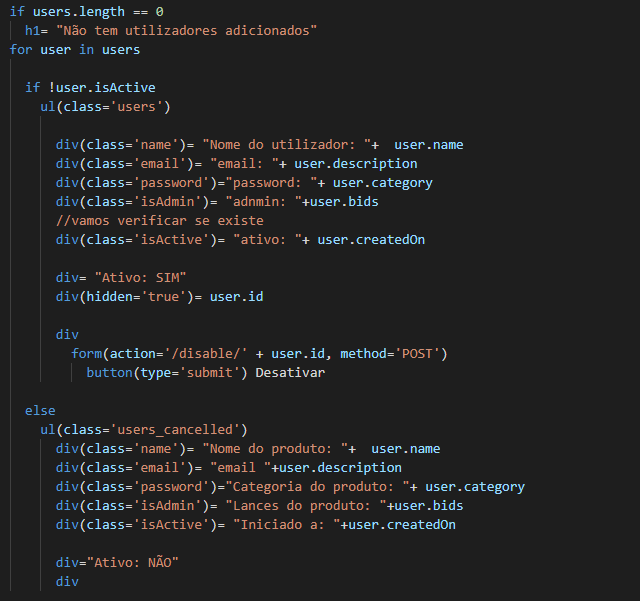 if users.length == 0
h1= "Não tem utilizadores adicionados"
for user in users
if !user.isActive
ul(class='users')
div(class='name')= "Nome do utilizador: "+  user.name
div(class='email')= "email: "+ user.description
div(class='password')="password: "+ user.category
div(class='isAdmin')= "adnmin: "+user.bids
//vamos verificar se existe
div(class='isActive')= "ativo: "+ user.createdOn
div= "Ativo: SIM"
div(hidden='true')= user.id
div
form(action='/disable/' + user.id, method='POST')
button(type='submit') Desativar
else
ul(class='users_cancelled')
div(class='name')= "Nome do produto: "+  user.name
div(class='email')= "email "+user.description
div(class='password')="Categoria do produto: "+ user.category
div(class='isAdmin')= "Lances do produto: "+user.bids
div(class='isActive')= "Iniciado a: "+user.createdOn
div="Ativo: NÃO"
div